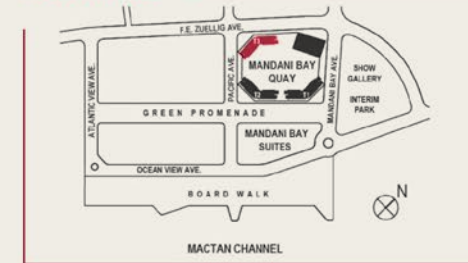 F.E. ZUELLIG AVE.
ATLANTIC VIEW AVE.
PACIFIC AVE.
MANDANI BAY
QUAY
MANDANI BAY AVE.
SHOW
GALLERY
INTERIM
PARK
GREEN PROMENADE
MANDANI BAY
SUITES
OCEAN VIEW AVE.
BOARD WALK
N
MACTAN CHANNEL